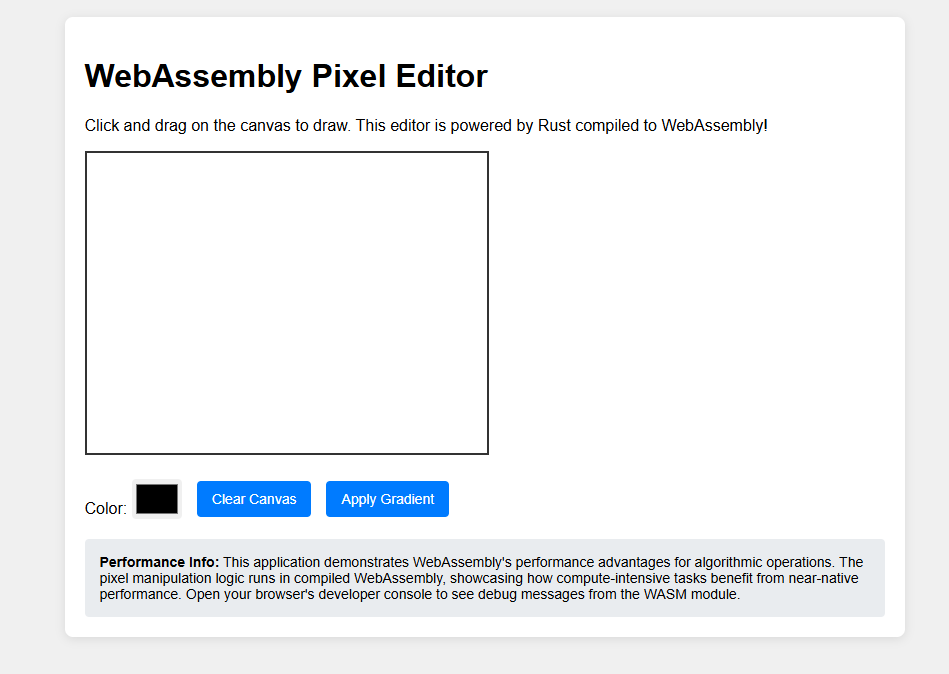 WebAssembly Pixel Editor
Click and drag on the canvas to draw. This editor is powered by Rust compiled to WebAssembly!
Color:
Clear Canvas
Apply Gradient
Performance Info: This application demonstrates WebAssembly's performance advantages for algorithmic operations. The
pixel manipulation logic runs in compiled WebAssembly, showcasing how compute-intensive tasks benefit from near-native
performance. Open your browser's developer console to see debug messages from the WASM module.